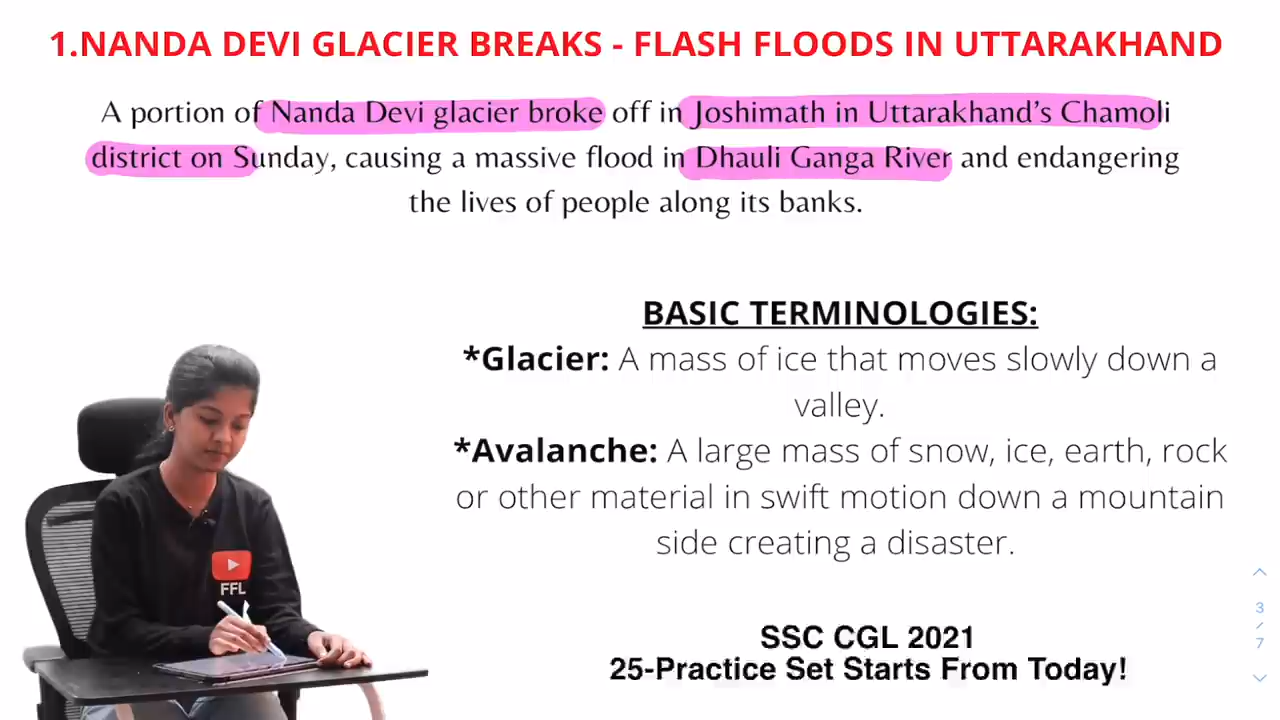 1.NANDA DEVI GLACIER BREAKS - FLASH FLOODS IN UTTARAKHAND
A portion of Nanda Devi glacier broke off in Joshimath in Uttarakhand’s Chamoli
district on Sunday, causing a massive flood in Dhauli Ganga River and endangering
the lives of people along its banks.
BASIC TERMINOLOGIES:
*Glacier: A mass of ice that moves slowly down a
valley.
*Avalanche: A large mass of snow, ice, earth, rock
or other material in swift motion down a mountain
side creating a disaster.
FFL
SSC CGL 2021
25-Practice Set Starts From Today!
3
/
7